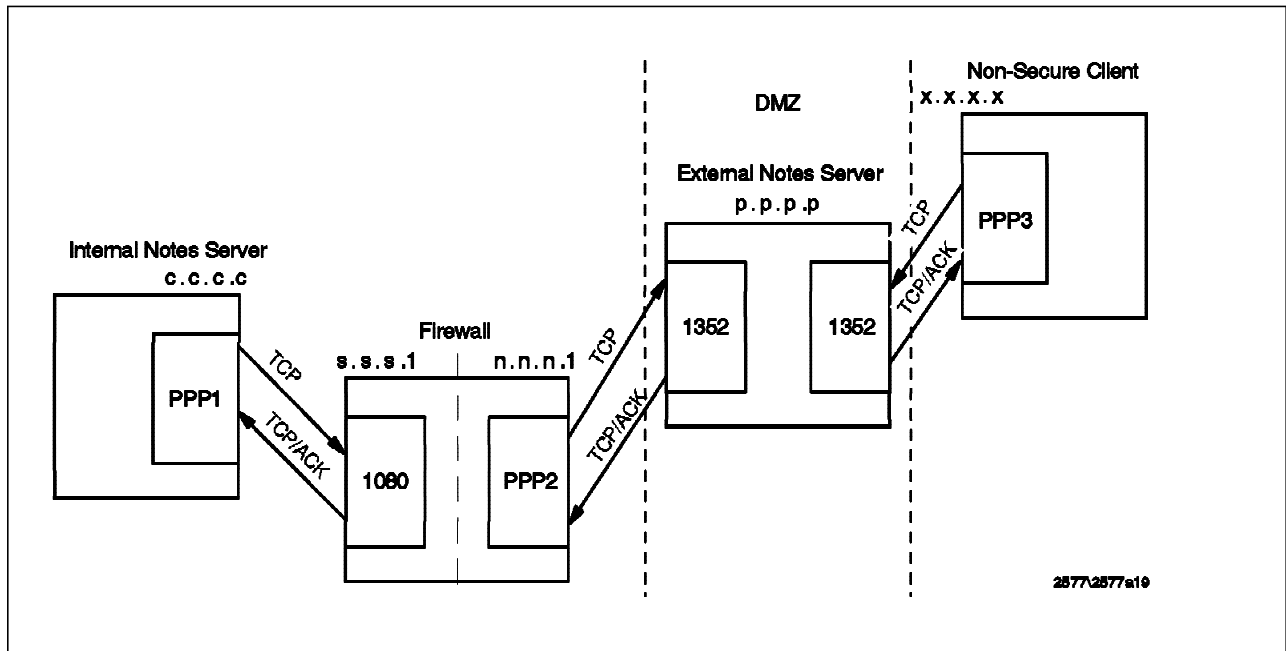 Non-Secure Client
x.x.x.x
DMZ
External Notes Server
p.p.p.p
PPP3
TCP
TCP/ACK
Internal Notes Server
c.c.c.c
1352
1352
Firewall
s.s.s.1
n.n.n.1
TCP
TCP/ACK
PPP1
TCP
TCP/ACK
1080
PPP2
2577\2577a19